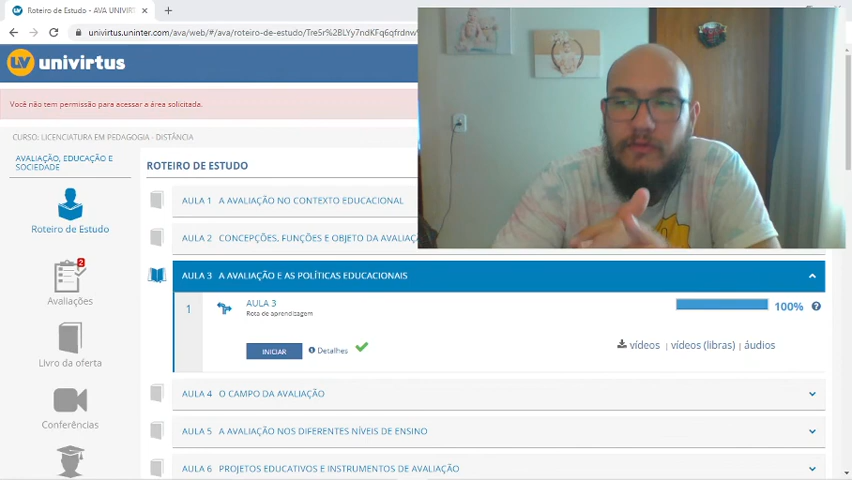 Roteiro de Estudo - AVA UNIVIRTU
univirtus.uninter.com/ava/web/#/ava/roteiro-de-estudo/
univirtus
Você não tem permissão para acessar a área solicitada.
CURSO: LICENCIATURA EM PEDAGOGIA - DISTÂNCIA
AVALIAÇÃO, EDUCAÇÃO E
SOCIEDADE
Roteiro de Estudo
2
Avaliações
Livro da oferta
Conferências
ROTEIRO DE ESTUDO
AULA 1 A AVALIAÇÃO NO CONTEXTO EDUCACIONAL
AULA 2 CONCEPÇÕES, FUNÇÕES E OBJETO DA
AULA 3 A AVALIAÇÃO E AS POLÍTICAS EDUCACIONAIS
1
AULA 3
100%
Rota de aprendizagem
INICIAR Detalhes
vídeos | vídeos (libras) | áudios
AULA 4 O CAMPO DA AVALIAÇÃO
AULA 5 A AVALIAÇÃO NOS DIFERENTES NÍVEIS DE ENSINO
AULA 6 PROJETOS EDUCATIVOS E INSTRUMENTOS DE AVALIAÇÃO